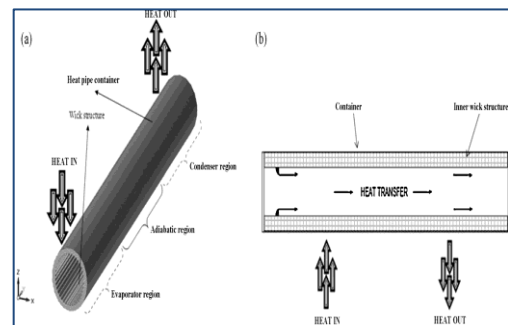 (a)
HEAT OUT
Heat pipe container
Wick structure
HEAT IN
Condenser region
Adiabatic region
Evaporator region
z
x
(b)
Container
Inner wick structure
HEAT TRANSFER
HEAT IN
HEAT OUT